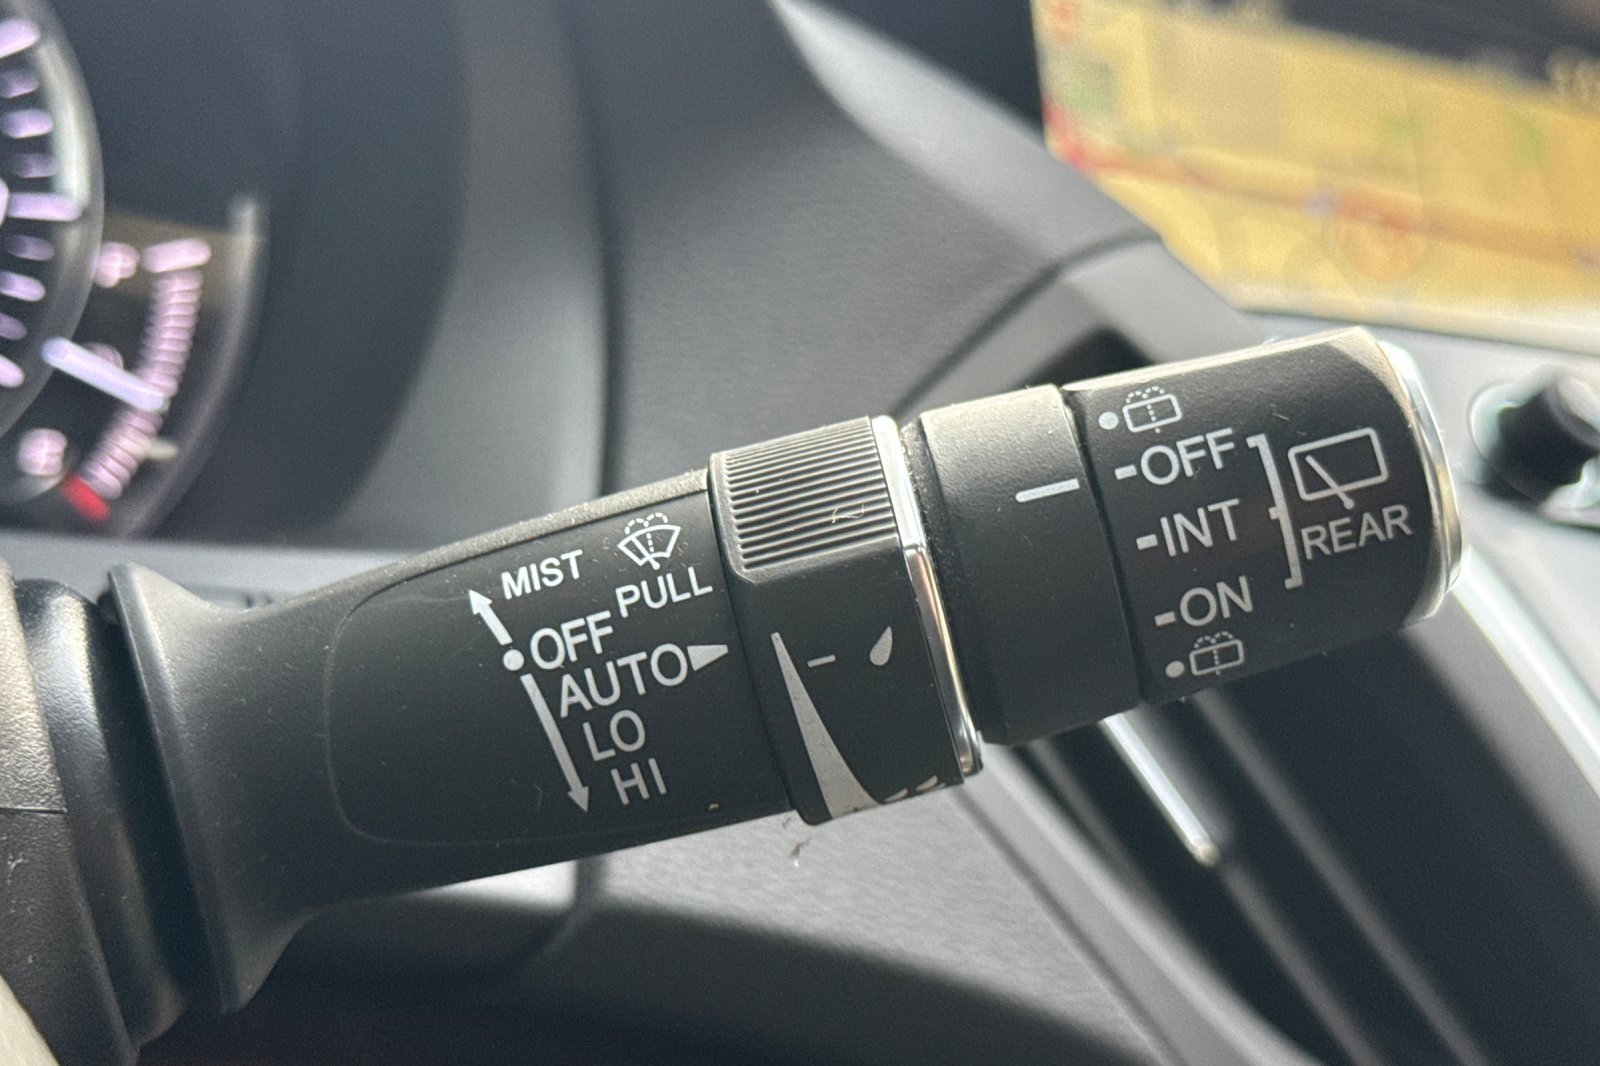 MIST
PULL
OFF
AUTO
LO
HI
-OFF
-INT
-ON
REAR